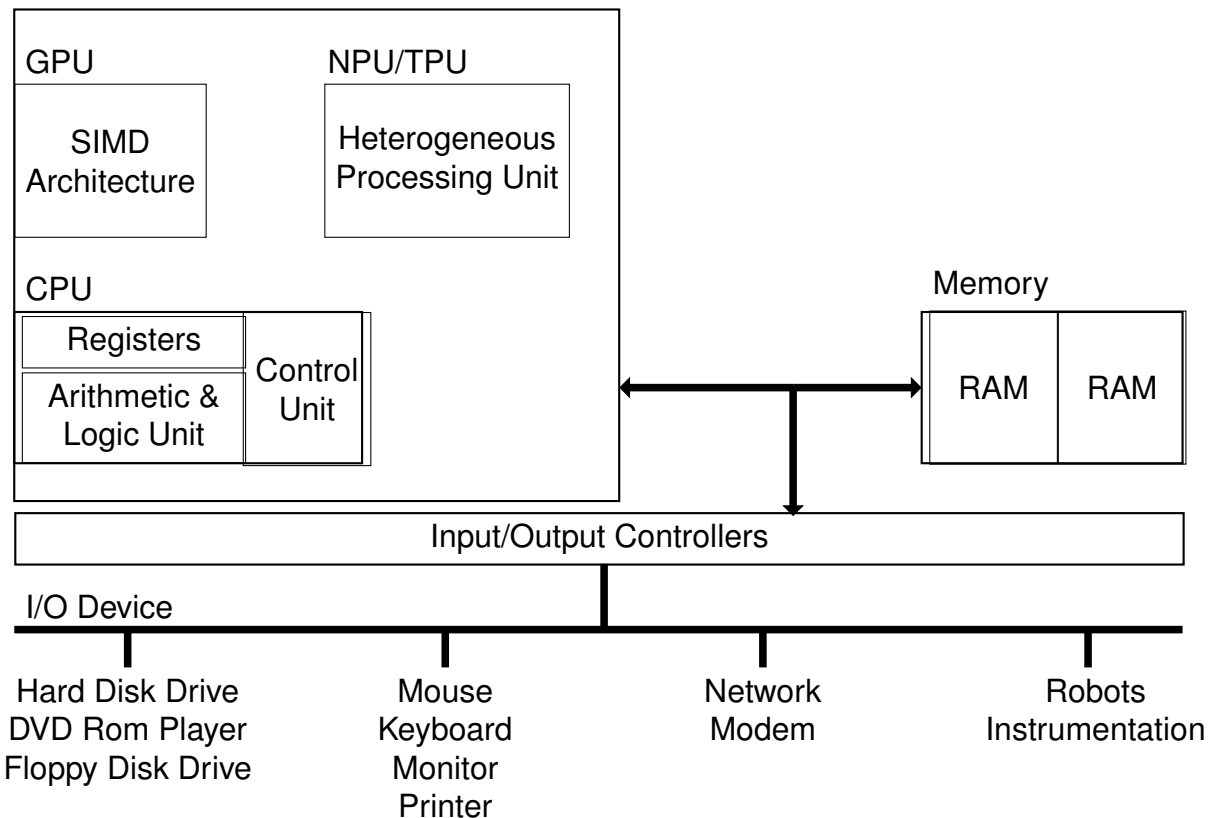 GPU
SIMD
Architecture
NPU/TPU
Heterogeneous
Processing Unit
CPU
Registers
Arithmetic &
Logic Unit
Control
Unit
Memory
RAM
RAM
Input/Output Controllers
I/O Device
Hard Disk Drive
DVD Rom Player
Floppy Disk Drive
Mouse
Keyboard
Monitor
Printer
Network
Modem
Robots
Instrumentation